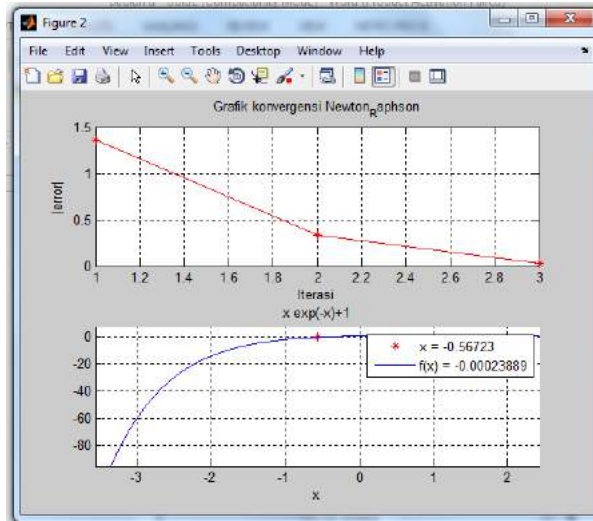 Figure 2
File Edit View Insert Tools Desktop Window Help
Grafik konvergensi Newton_Raphson
1.5
1
0.5
0
|error|
1 1.2 1.4 1.6 1.8 2 2.2 2.4 2.6 2.8 3
Iterasi
x exp(-x)+1
0
-20
-40
-60
-80
* x = -0.56723
f(x) = -0.00023889
-3 -2 -1 0 1 2
x